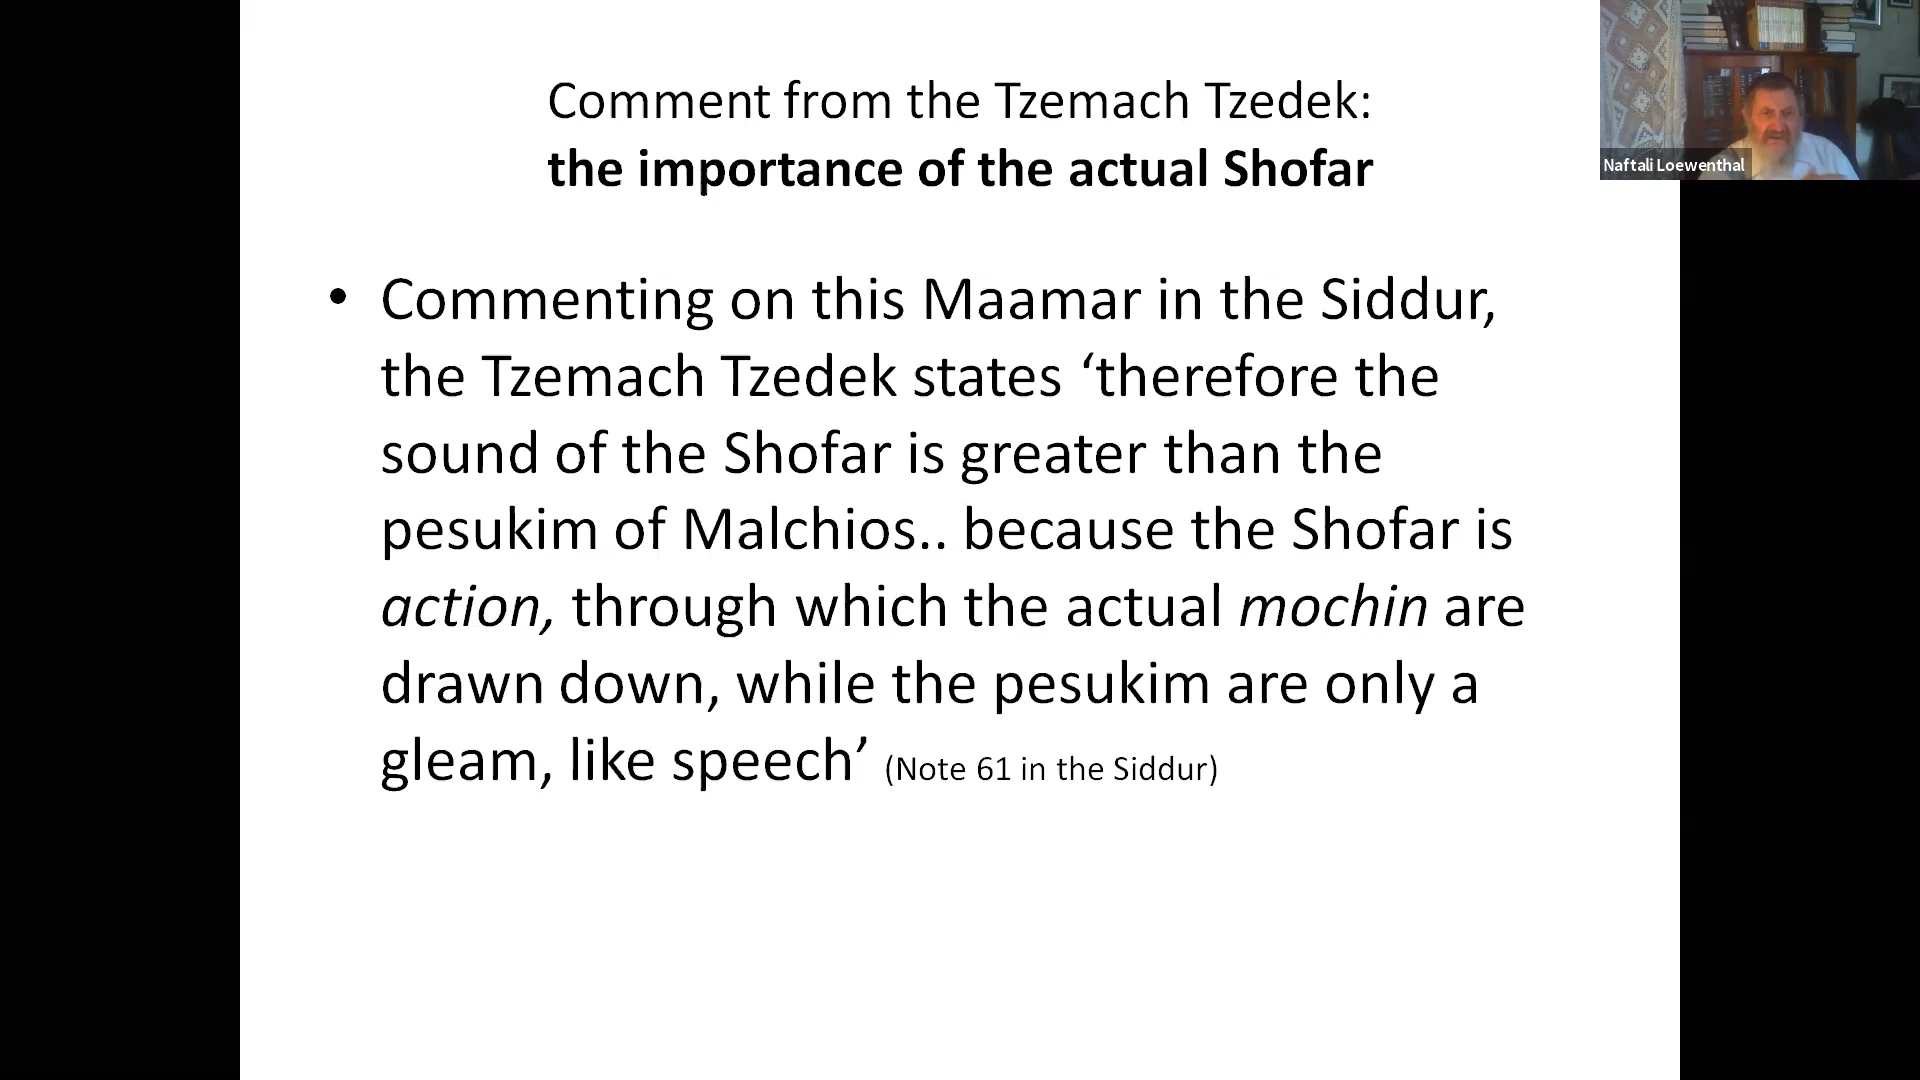 Comment from the Tzemach Tzedek:
the importance of the actual Shofar
Naftali Loewenthal
• Commenting on this Maamar in the Siddur,
the Tzemach Tzedek states ‘therefore the
sound of the Shofar is greater than the
pesukim of Malchios.. because the Shofar is
action, through which the actual mochin are
drawn down, while the pesukim are only a
gleam, like speech’ (Note 61 in the Siddur)